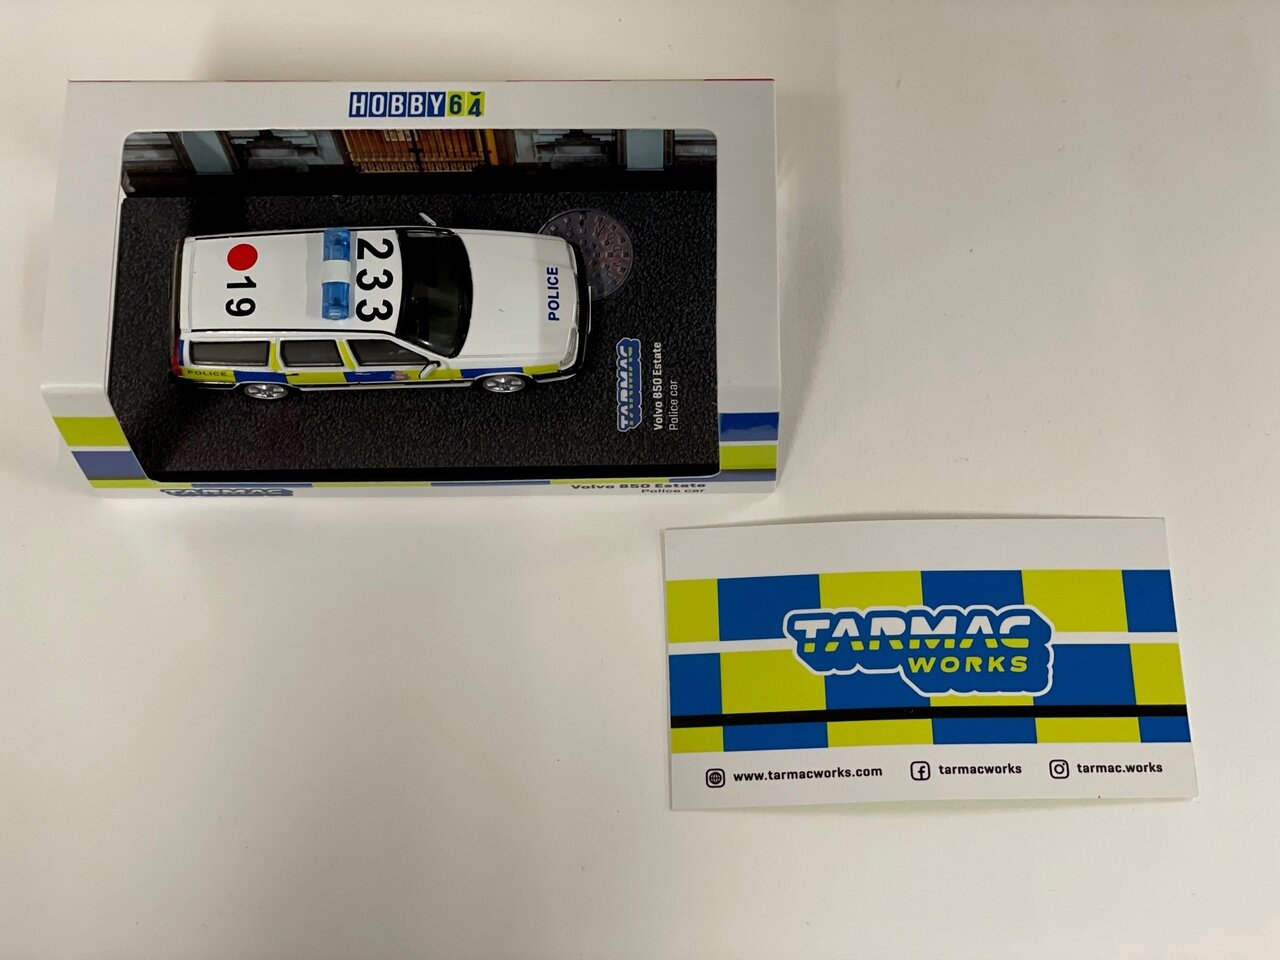 HOBBY64
233
19
POLICE
POLICE
TARMAC
Volvo 850 Estate
Police car
TARMAC
Volvo 850 Estate
Police car
TARMAC
WORKS
www.tarmacworks.com
tarmacworks
tarmac.works